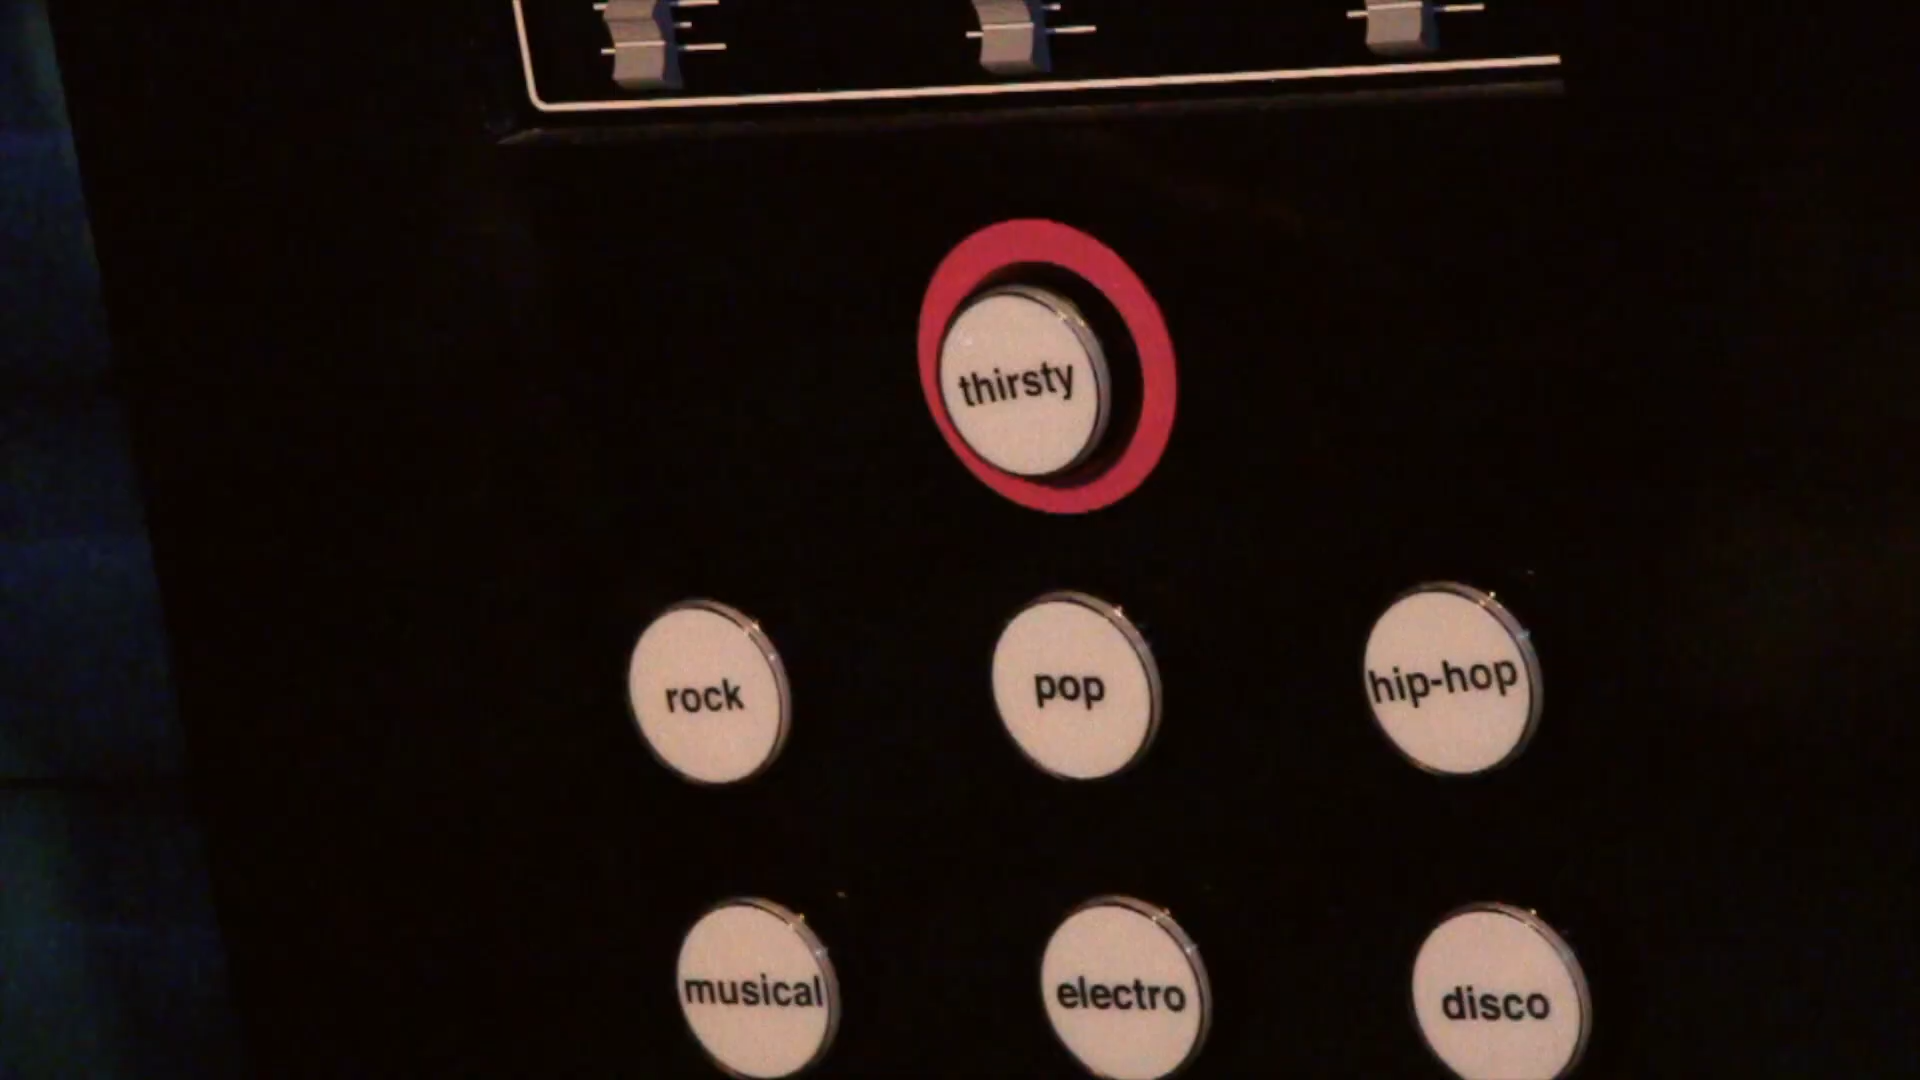 thirsty
rock
pop
hip-hop
musical
electro
disco